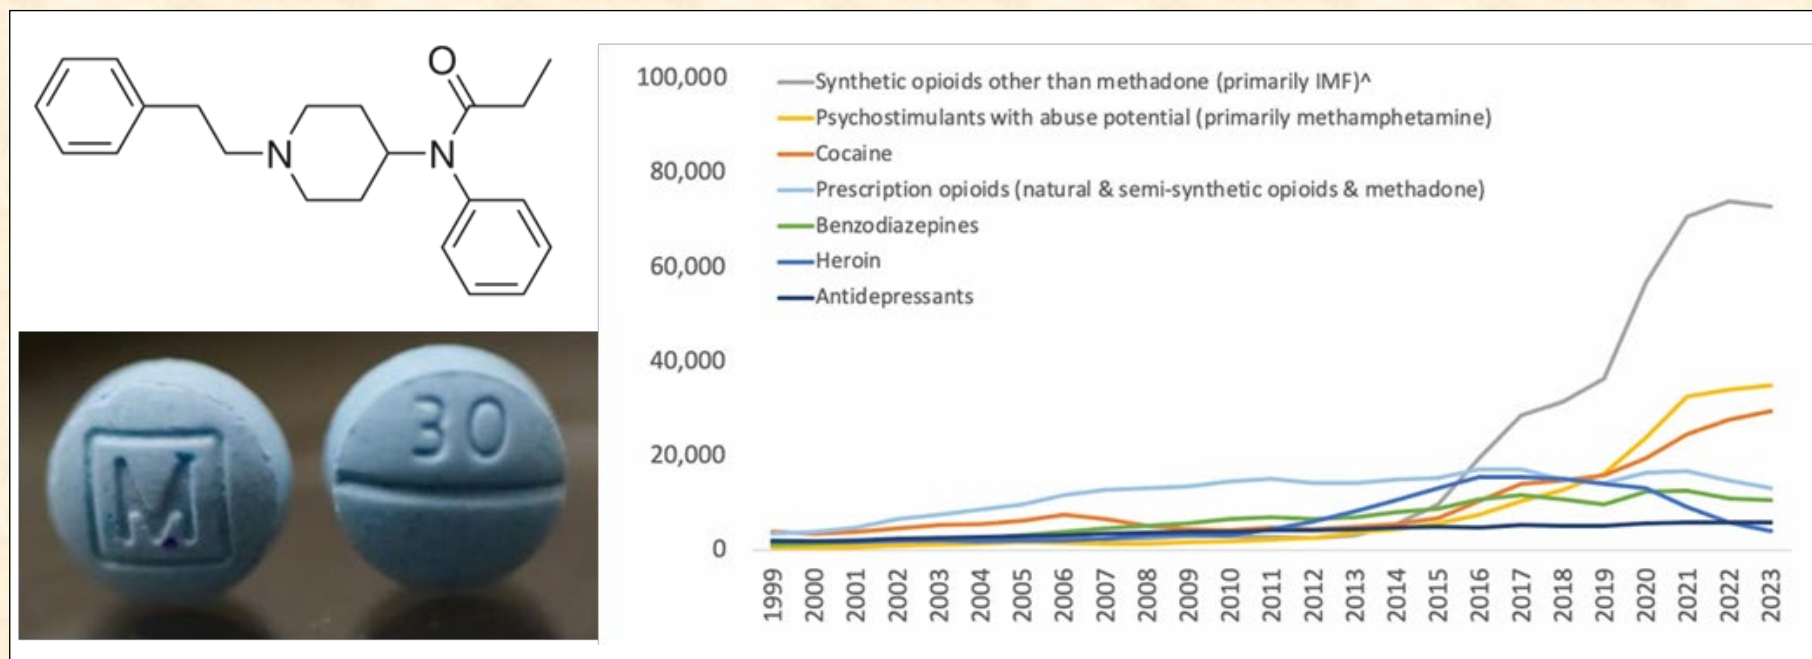 O
N
N
M
30
100,000
80,000
60,000
40,000
20,000
0
Synthetic opioids other than methadone (primarily IMF)^
Psychostimulants with abuse potential (primarily methamphetamine)
Cocaine
Prescription opioids (natural & semi-synthetic opioids & methadone)
Benzodiazepines
Heroin
Antidepressants
1999 2000 2001 2002 2003 2004 2005 2006 2007 2008 2009 2010 2011 2012 2013 2014 2015 2016 2017 2018 2019 2020 2021 2022 2023